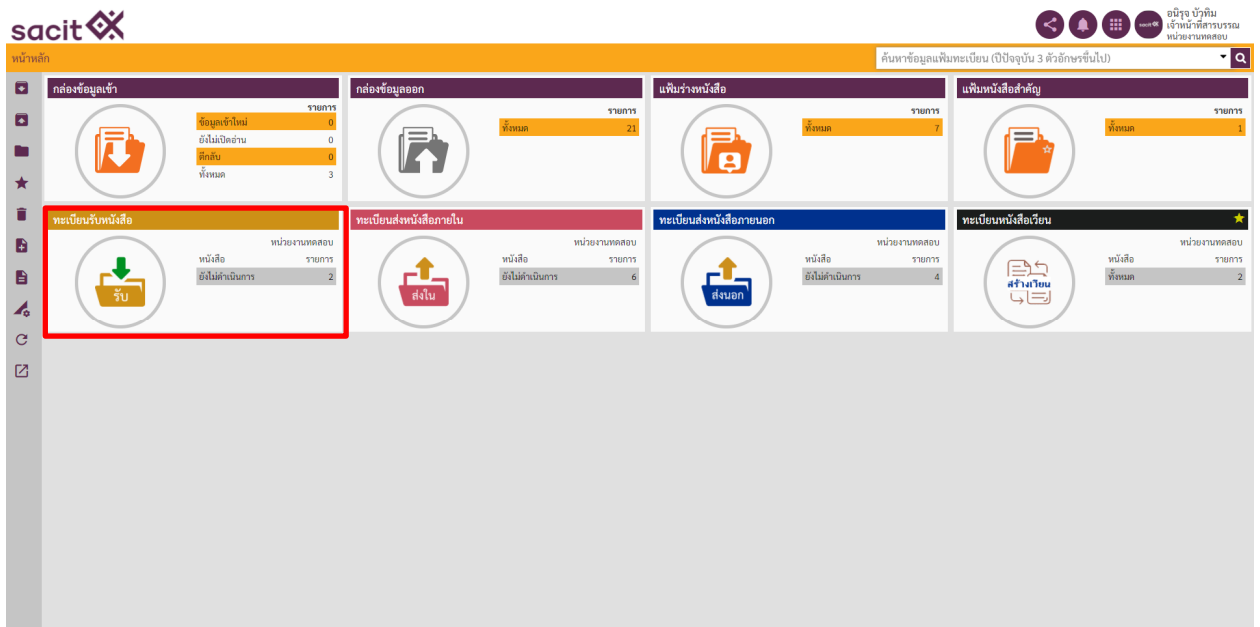 sacit
อนิรุจ บัวทิม
เจ้าหน้าที่สารบรรณ
หน่วยงานทดสอบ
หน้าหลัก
ค้นหาข้อมูลแฟ้มทะเบียน (ปีปัจจุบัน 3 ตัวอักษรขึ้นไป)
กล่องข้อมูลเข้า
รายการ
ข้อมูลเข้าใหม่ 0
ยังไม่เปิดอ่าน 0
ตีกลับ 0
ทั้งหมด 3
กล่องข้อมูลออก
รายการ
ทั้งหมด 21
แฟ้มร่างหนังสือ
รายการ
ทั้งหมด 7
แฟ้มหนังสือสำคัญ
รายการ
ทั้งหมด 1
ทะเบียนรับหนังสือ
หน่วยงานทดสอบ
หนังสือ รายการ
ยังไม่ดำเนินการ 2
รับ
ทะเบียนส่งหนังสือภายใน
หน่วยงานทดสอบ
หนังสือ รายการ
ยังไม่ดำเนินการ 6
ส่งใน
ทะเบียนส่งหนังสือภายนอก
หน่วยงานทดสอบ
หนังสือ รายการ
ยังไม่ดำเนินการ 4
ส่งนอก
ทะเบียนหนังสือเวียน
หน่วยงานทดสอบ
หนังสือ รายการ
ทั้งหมด 2
สร้างเวียน